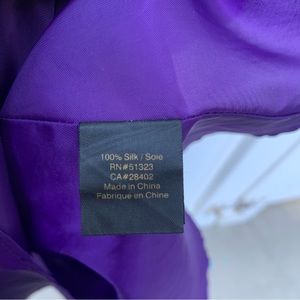 100% Silk / Soie
RN#51323
CA#28402
Made in China
Fabrique en Chine